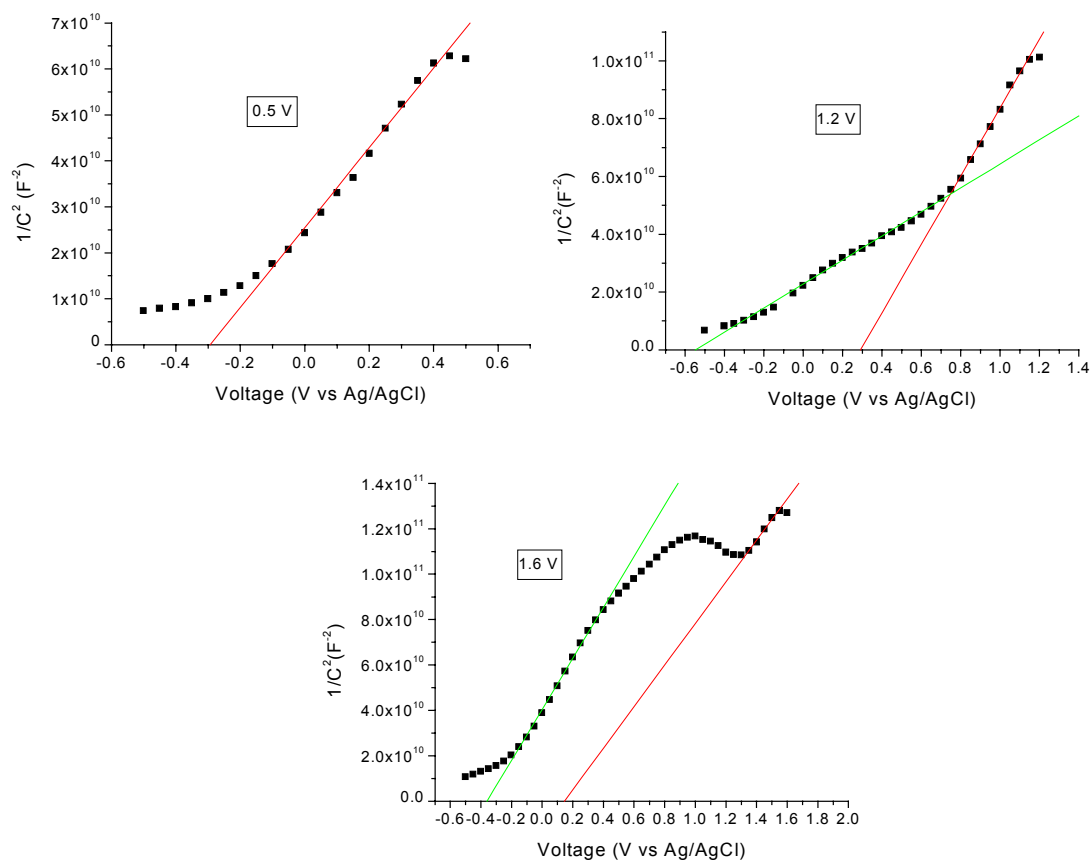 7x10^10
6x10^10
5x10^10
4x10^10
3x10^10
2x10^10
1x10^10
0
1/C^2 (F^-2)
0.5 V
-0.6 -0.4 -0.2 0.0 0.2 0.4 0.6
Voltage (V vs Ag/AgCl)
1.0x10^11
8.0x10^10
6.0x10^10
4.0x10^10
2.0x10^10
0.0
1/C^2(F^-2)
1.2 V
-0.6 -0.4 -0.2 0.0 0.2 0.4 0.6 0.8 1.0 1.2 1.4
Voltage (V vs Ag/AgCl)
1.4x10^11
1.2x10^11
1.0x10^11
8.0x10^10
6.0x10^10
4.0x10^10
2.0x10^10
0.0
1/C^2(F^-2)
1.6 V
-0.6 -0.4 -0.2 0.0 0.2 0.4 0.6 0.8 1.0 1.2 1.4 1.6 1.8 2.0
Voltage (V vs Ag/AgCl)